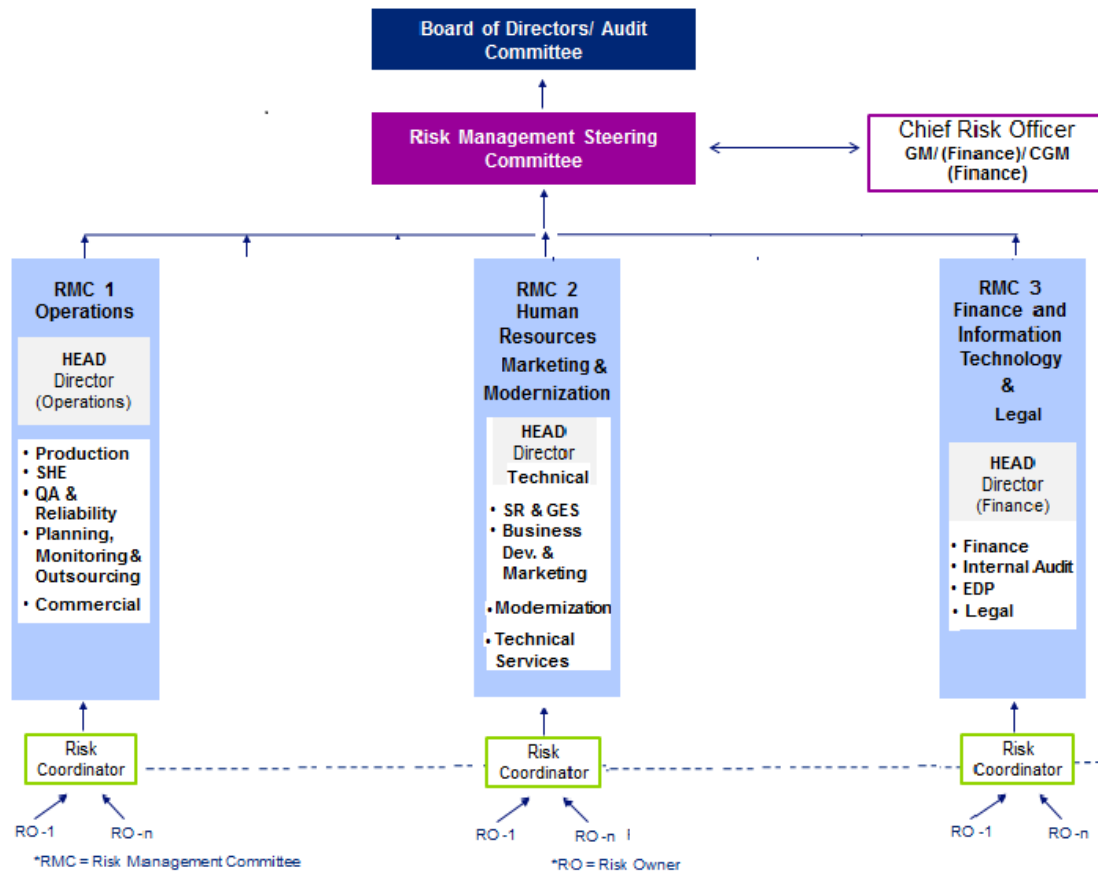 Board of Directors/ Audit
Committee
Risk Management Steering
Committee
Chief Risk Officer
GM/ (Finance)/ CGM
(Finance)
RMC 1
Operations
HEAD
Director
(Operations)
• Production
• SHE
• QA &
Reliability
• Planning,
Monitoring &
Outsourcing
• Commercial
RMC 2
Human
Resources
Marketing &
Modernization
HEAD
Director
Technical
• SR & GES
• Business
Dev. &
Marketing
• Modernization
• Technical
Services
RMC 3
Finance and
Information
Technology
&
Legal
HEAD
Director
(Finance)
• Finance
• Internal Audit
• EDP
• Legal
Risk
Coordinator
Risk
Coordinator
Risk
Coordinator
RO -1
RO-n
RO -1
RO-n
RO -1
RO-n
*RMC = Risk Management Committee
*RO = Risk Owner